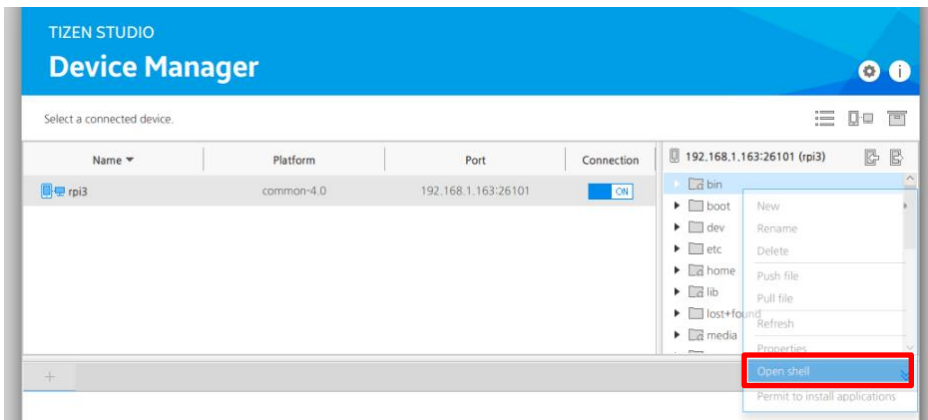 TIZEN STUDIO
Device Manager
i
Select a connected device.
Name Platform Port Connection
192.168.1.163:26101 (rpi3)
rpi3 common-4.0 192.168.1.163:26101 ON
bin
boot
dev
etc
home
lib
lost+found
media
New
Rename
Delete
Push file
Pull file
Refresh
Properties
Open shell
Permit to install applications
+